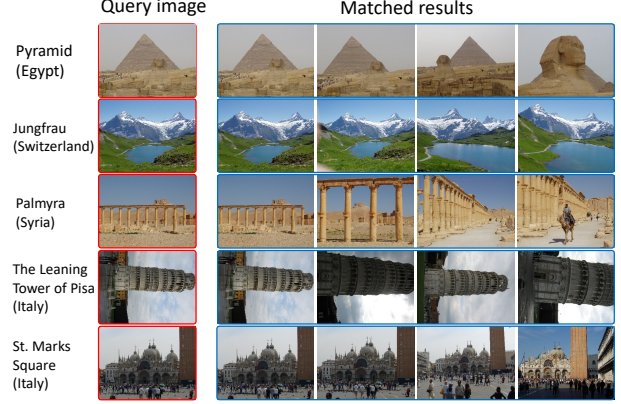 Query image
Matched results
Pyramid
(Egypt)
Jungfrau
(Switzerland)
Palmyra
(Syria)
The Leaning
Tower of Pisa
(Italy)
St. Marks
Square
(Italy)